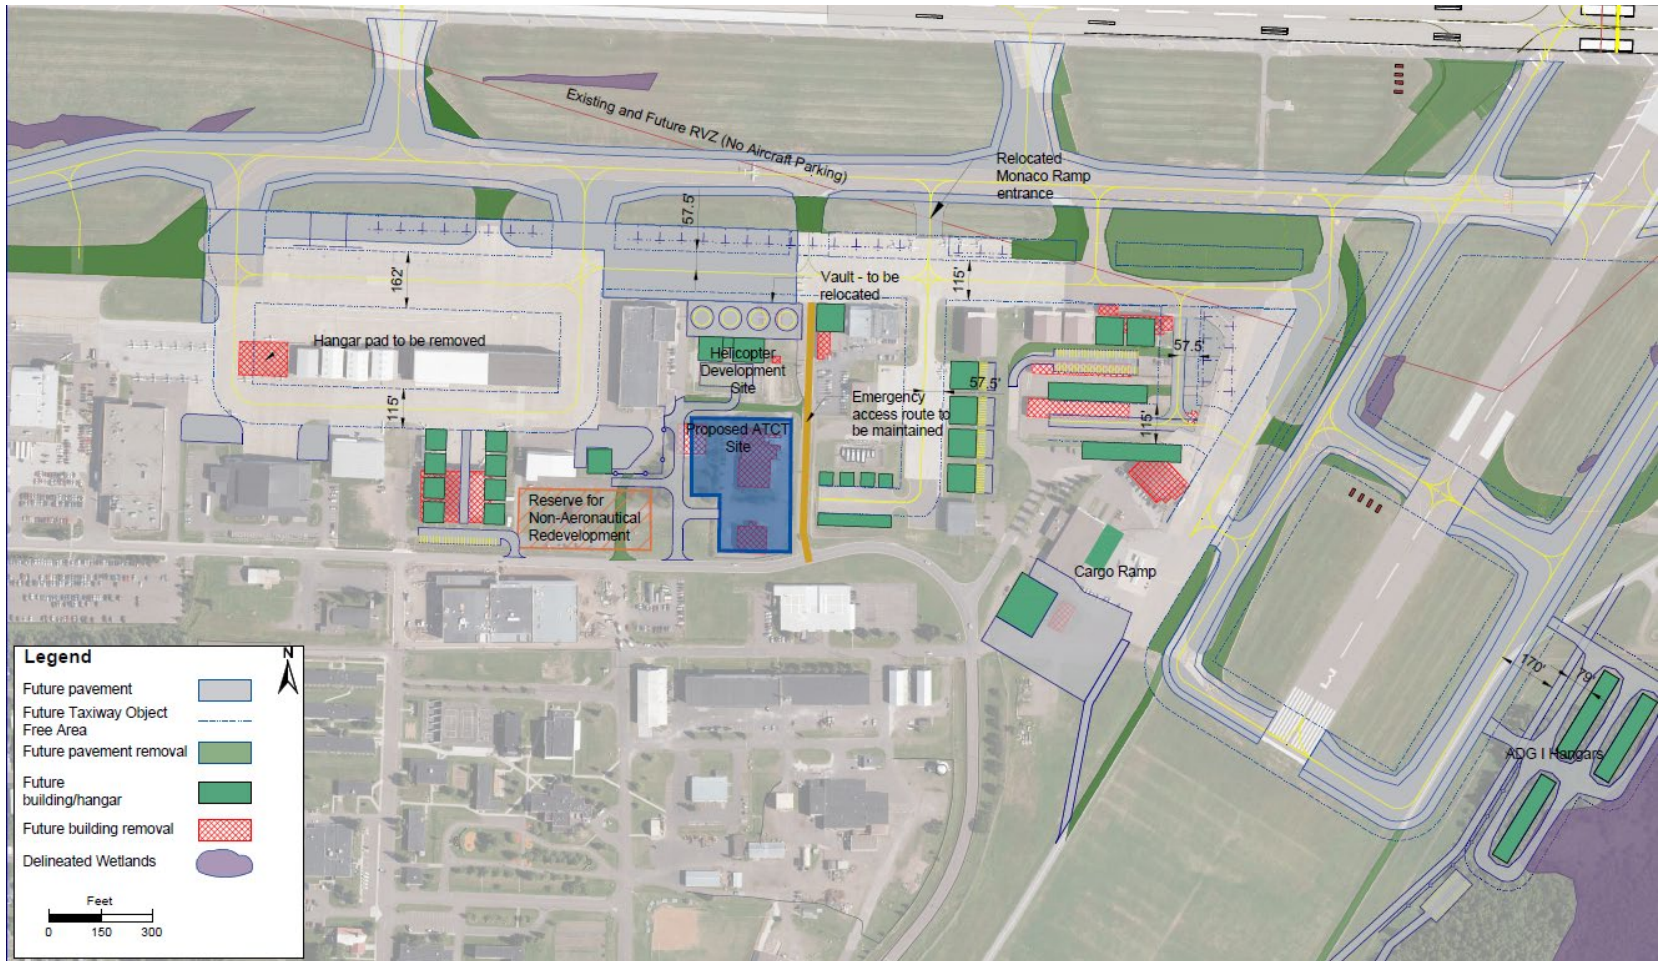 Existing and Future RVZ (No Aircraft Parking)
Relocated
Monaco Ramp
entrance
57.5'
162'
Vault - to be
relocated
115'
Hangar pad to be removed
Helicopter
Development
Site
57.5'
57.5'
115'
Emergency
access route to
be maintained
115'
Proposed ATCT
Site
Reserve for
Non-Aeronautical
Redevelopment
Cargo Ramp
3
170'
79'
ADG I Hangars
Legend
N
Future pavement
Future Taxiway Object
Free Area
Future pavement removal
Future
building/hangar
Future building removal
Delineated Wetlands
Feet
0 150 300